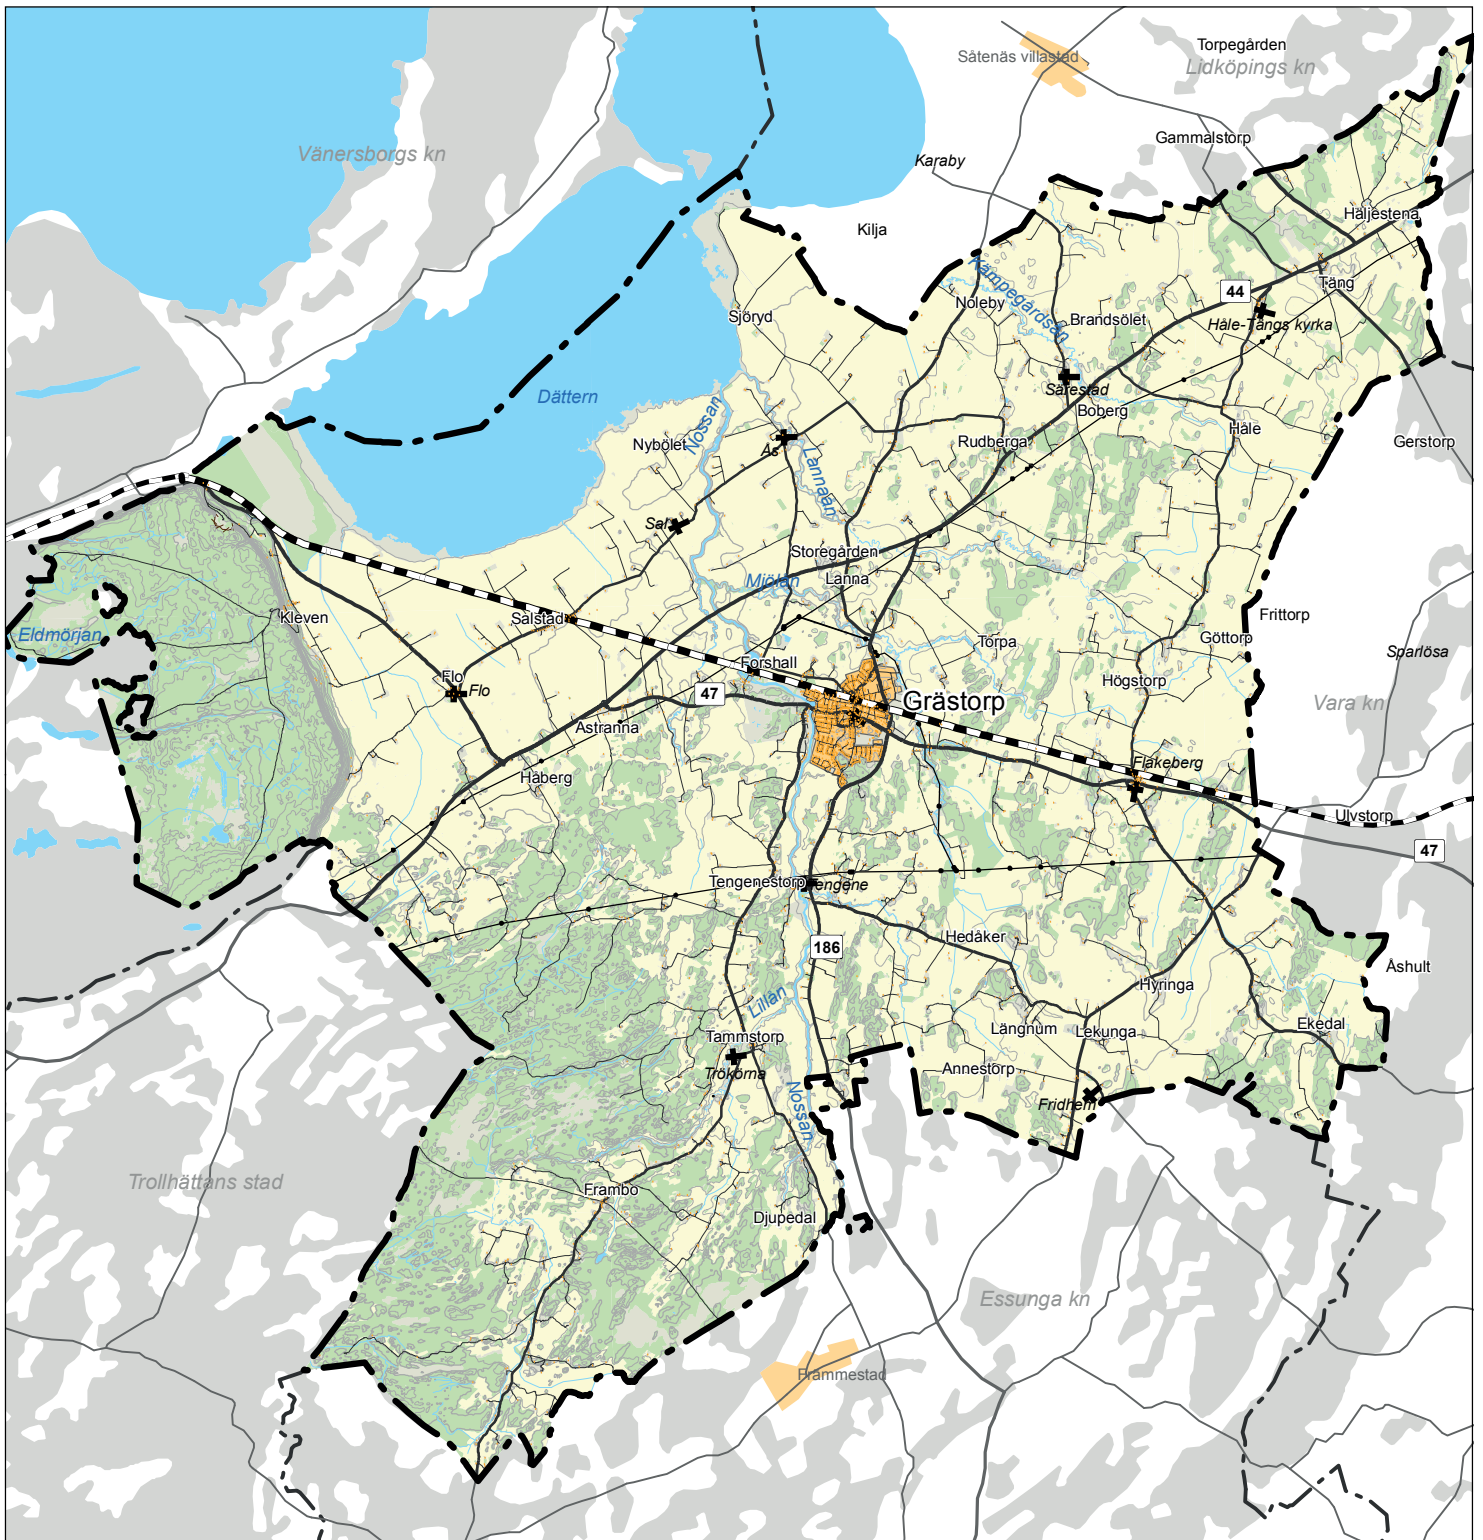 Torpegården
Såtenäs villastad
Lidköpings kn
Gammalstorp
Vänersborgs kn
Karaby
Häljestena
Kilja
Kämpegårdsån
Täng
44
Noleby
Sjöryd
Brandsölet
Håle-Tängs kyrka
Särestad
Dättern
Boberg
Nossan
Håle
Nybölet
Rudberga
Gerstorp
Ås
Lannaån
Sal
Storegården
Mjölån
Lanna
Kleven
Salstad
Frittorp
Eldmörjan
Göttorp
Torpa
Sparlösa
Forshall
Flo
Flo
Högstorp
47
Grästorp
Vara kn
Åstranna
Flakeberg
Håberg
Ulvstorp
47
Tengenestorp
Tengene
Hedåker
186
Åshult
Hyringa
Lillån
Ekedal
Längnum
Lekunga
Tammstorp
Trökörna
Annestorp
Nossan
Fridhem
Trollhättans stad
Frambo
Djupedal
Essunga kn
Främmestad